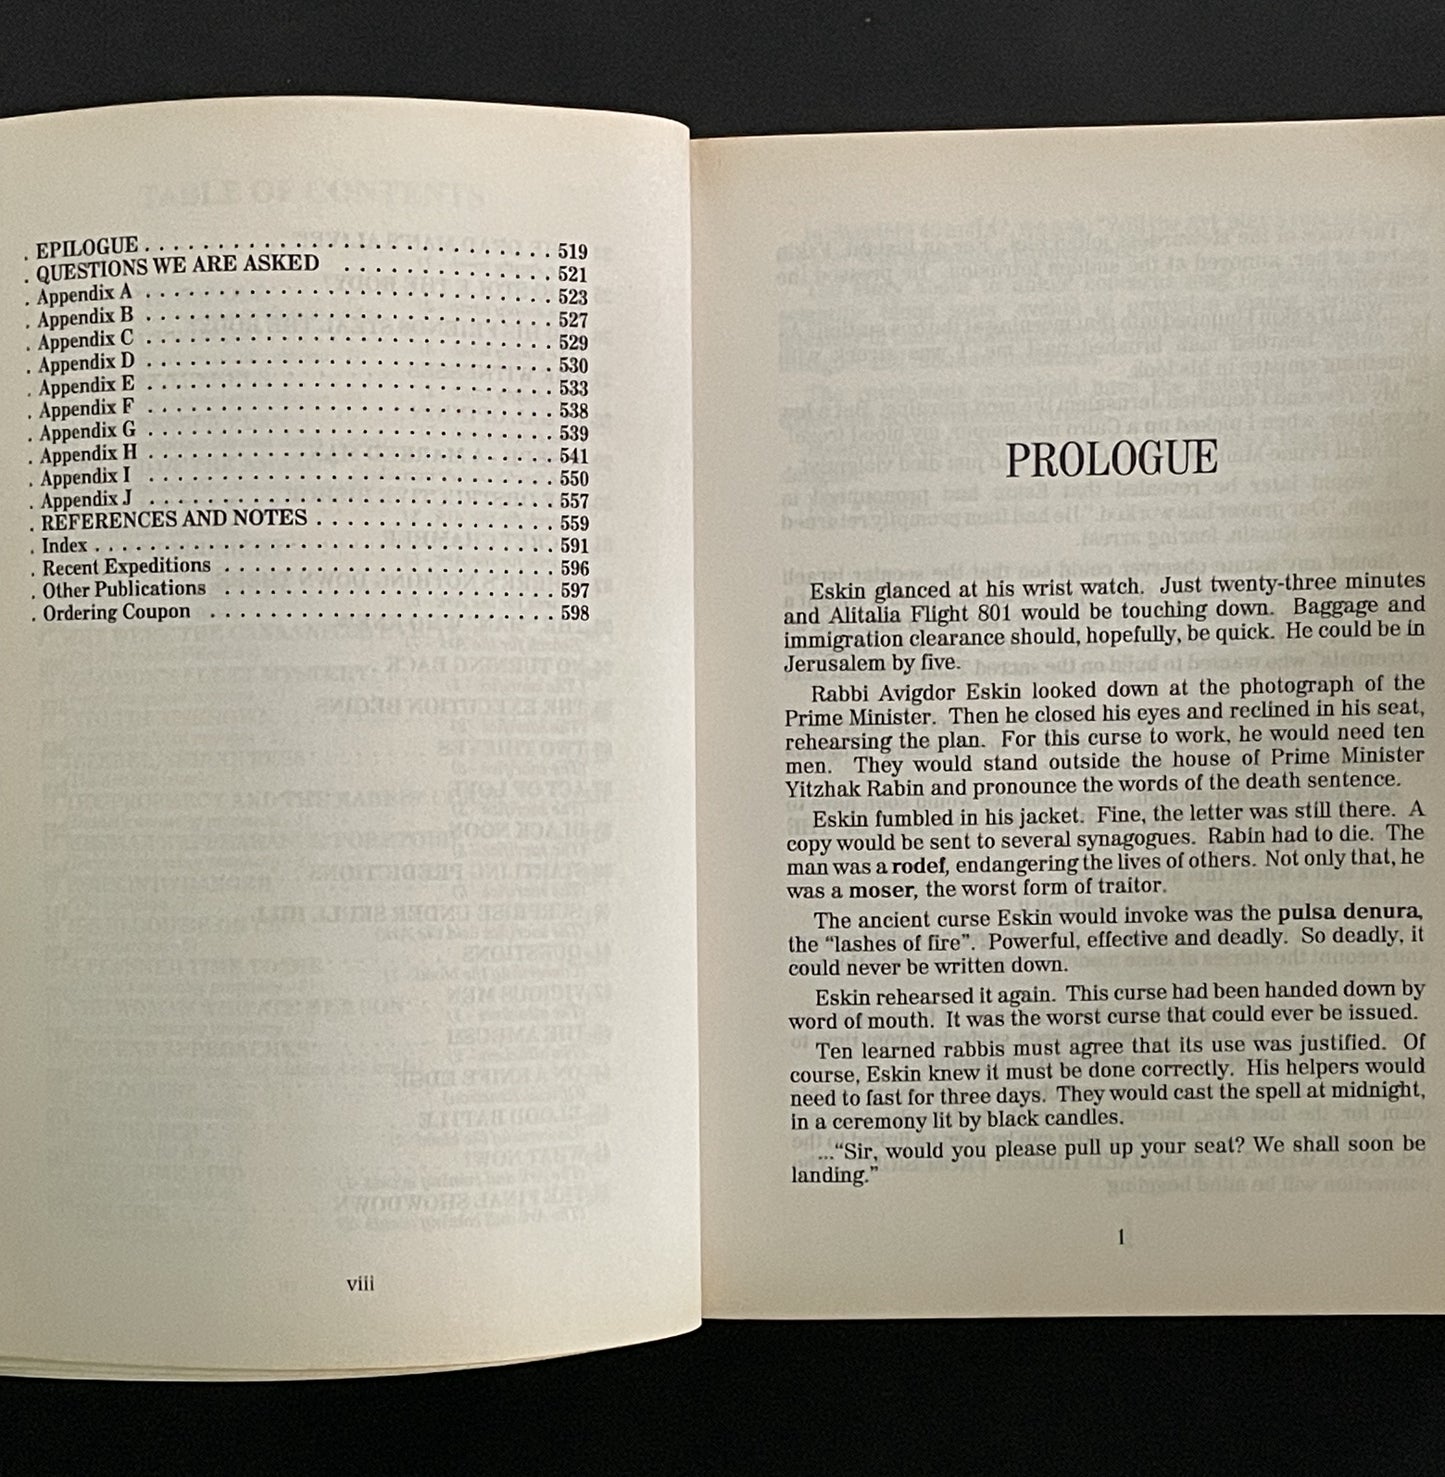 . EPILOGUE . . . . . . . . . . . . . . . . . . . . . . . . . . . . 519
. QUESTIONS WE ARE ASKED . . . . . . . . . . . . . . . 521
. Appendix A . . . . . . . . . . . . . . . . . . . . . . . . . . . . 523
. Appendix B . . . . . . . . . . . . . . . . . . . . . . . . . . . . 527
. Appendix C . . . . . . . . . . . . . . . . . . . . . . . . . . . . 529
. Appendix D . . . . . . . . . . . . . . . . . . . . . . . . . . . . 530
. Appendix E . . . . . . . . . . . . . . . . . . . . . . . . . . . . 533
. Appendix F . . . . . . . . . . . . . . . . . . . . . . . . . . . . 538
. Appendix G . . . . . . . . . . . . . . . . . . . . . . . . . . . . 539
. Appendix H . . . . . . . . . . . . . . . . . . . . . . . . . . . . 541
. Appendix I . . . . . . . . . . . . . . . . . . . . . . . . . . . . 550
. Appendix J . . . . . . . . . . . . . . . . . . . . . . . . . . . . 557
. REFERENCES AND NOTES . . . . . . . . . . . . . . . . . 559
. Index . . . . . . . . . . . . . . . . . . . . . . . . . . . . . . . . 591
. Recent Expeditions . . . . . . . . . . . . . . . . . . . . . . . 596
. Other Publications . . . . . . . . . . . . . . . . . . . . . . . 597
. Ordering Coupon . . . . . . . . . . . . . . . . . . . . . . . . 598
viii
PROLOGUE
Eskin glanced at his wrist watch. Just twenty-three minutes
and Alitalia Flight 801 would be touching down. Baggage and
immigration clearance should, hopefully, be quick. He could be in
Jerusalem by five.
Rabbi Avigdor Eskin looked down at the photograph of the
Prime Minister. Then he closed his eyes and reclined in his seat,
rehearsing the plan. For this curse to work, he would need ten
men. They would stand outside the house of Prime Minister
Yitzhak Rabin and pronounce the words of the death sentence.
Eskin fumbled in his jacket. Fine, the letter was still there. A
copy would be sent to several synagogues. Rabin had to die. The
man was a rodef, endangering the lives of others. Not only that, he
was a moser, the worst form of traitor.
The ancient curse Eskin would invoke was the pulsa denura,
the “lashes of fire”. Powerful, effective and deadly. So deadly, it
could never be written down.
Eskin rehearsed it again. This curse had been handed down by
word of mouth. It was the worst curse that could ever be issued.
Ten learned rabbis must agree that its use was justified. Of
course, Eskin knew it must be done correctly. His helpers would
need to fast for three days. They would cast the spell at midnight,
in a ceremony lit by black candles.
...“Sir, would you please pull up your seat? We shall soon be
landing.”
1